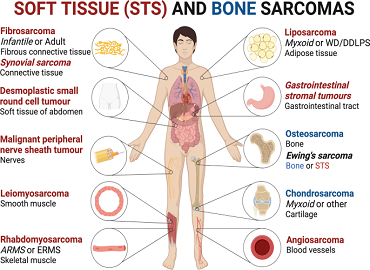 SOFT TISSUE (STS) AND BONE SARCOMAS
Fibrosarcoma
Infantile or Adult
Fibrous connective tissue
Synovial sarcoma
Connective tissue
Desmoplastic small
round cell tumour
Soft tissue of abdomen
Malignant peripheral
nerve sheath tumour
Nerves
Leiomyosarcoma
Smooth muscle
Rhabdomyosarcoma
ARMS or ERMS
Skeletal muscle
Liposarcoma
Myxoid or WD/DDLPS
Adipose tissue
Gastrointestinal
stromal tumours
Gastrointestinal tract
Osteosarcoma
Bone
Ewing's sarcoma
Bone or STS
Chondrosarcoma
Myxoid or other
Cartilage
Angiosarcoma
Blood vessels